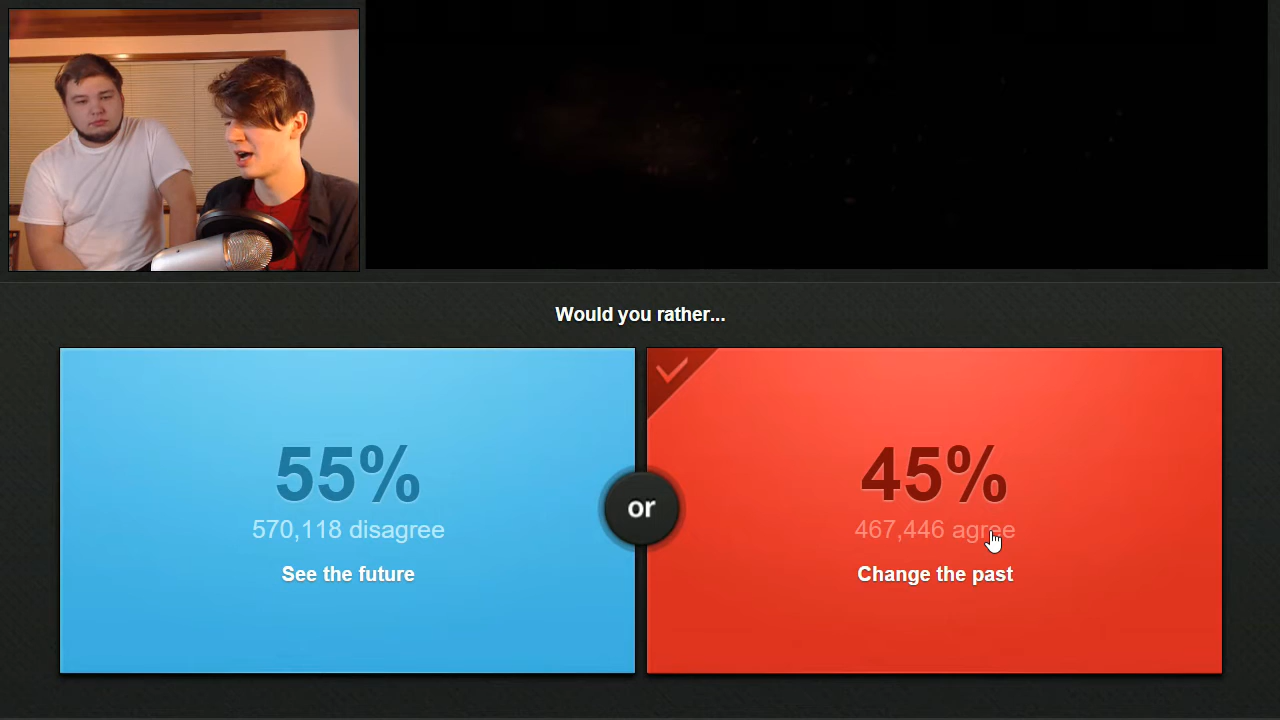 Would you rather...
55%
570,118 disagree
See the future
or
45%
467,446 agree
Change the past